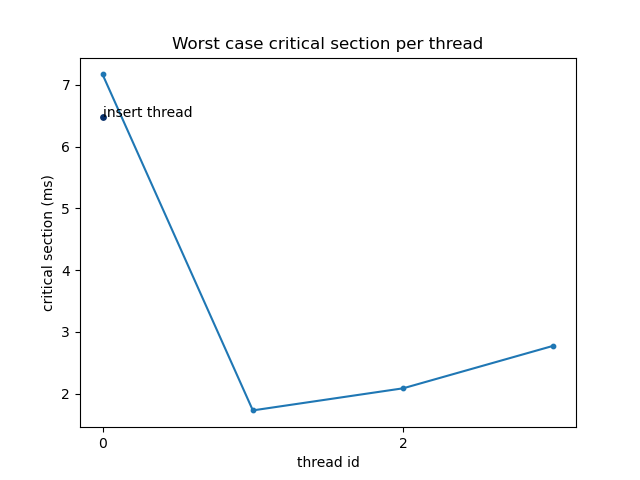 Worst case critical section per thread
7
insert thread
6
5
4
3
2
critical section (ms)
0
2
thread id